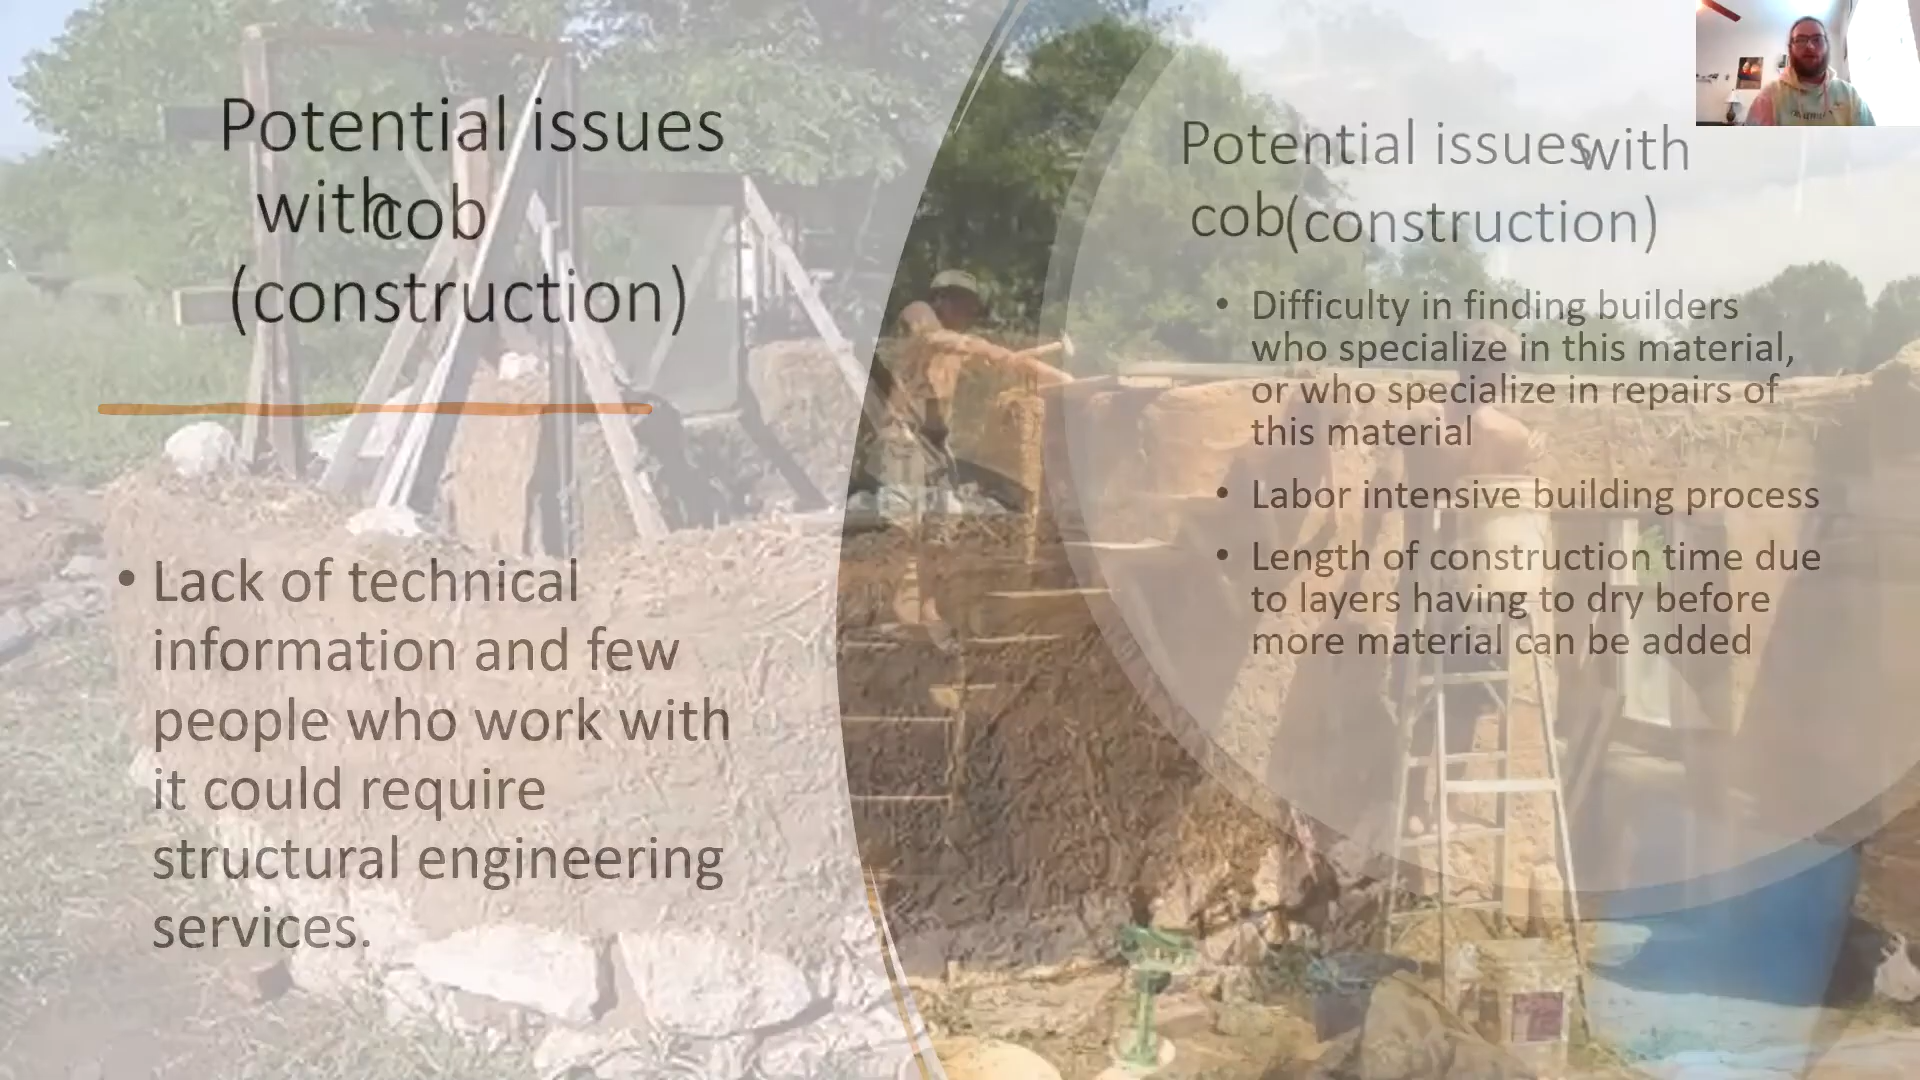 Potential issues
with cob
(construction)
• Lack of technical
information and few
people who work with
it could require
structural engineering
services.
Potential issues with
cob (construction)
• Difficulty in finding builders
who specialize in this material,
or who specialize in repairs of
this material
• Labor intensive building process
• Length of construction time due
to layers having to dry before
more material can be added